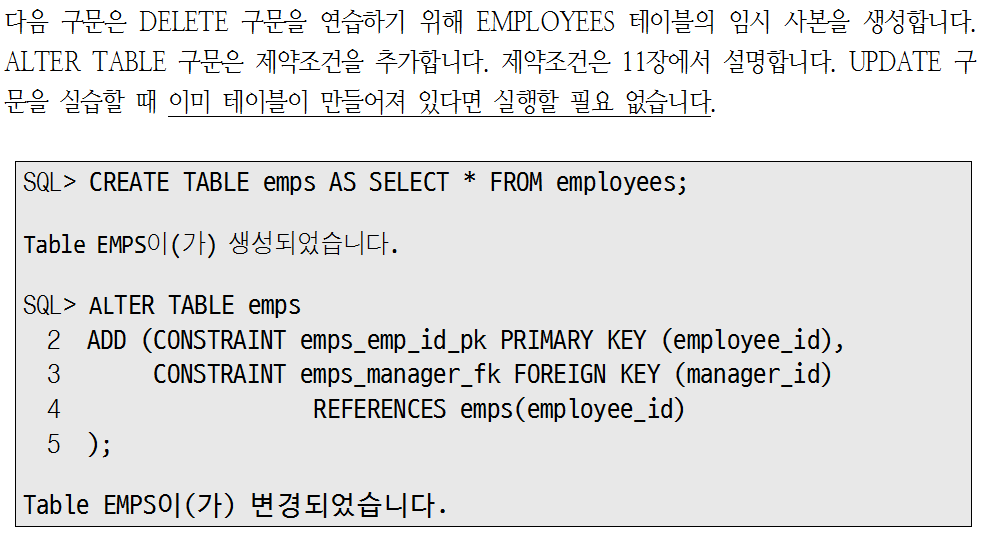 다음 구문은 DELETE 구문을 연습하기 위해 EMPLOYEES 테이블의 임시 사본을 생성합니다.
ALTER TABLE 구문은 제약조건을 추가합니다. 제약조건은 11장에서 설명합니다. UPDATE 구
문을 실습할 때 이미 테이블이 만들어져 있다면 실행할 필요 없습니다.
SQL> CREATE TABLE emps AS SELECT * FROM employees;
Table EMPS이(가) 생성되었습니다.
SQL> ALTER TABLE emps
2 ADD (CONSTRAINT emps_emp_id_pk PRIMARY KEY (employee_id),
3 CONSTRAINT emps_manager_fk FOREIGN KEY (manager_id)
4 REFERENCES emps(employee_id)
5 );
Table EMPS이(가) 변경되었습니다.